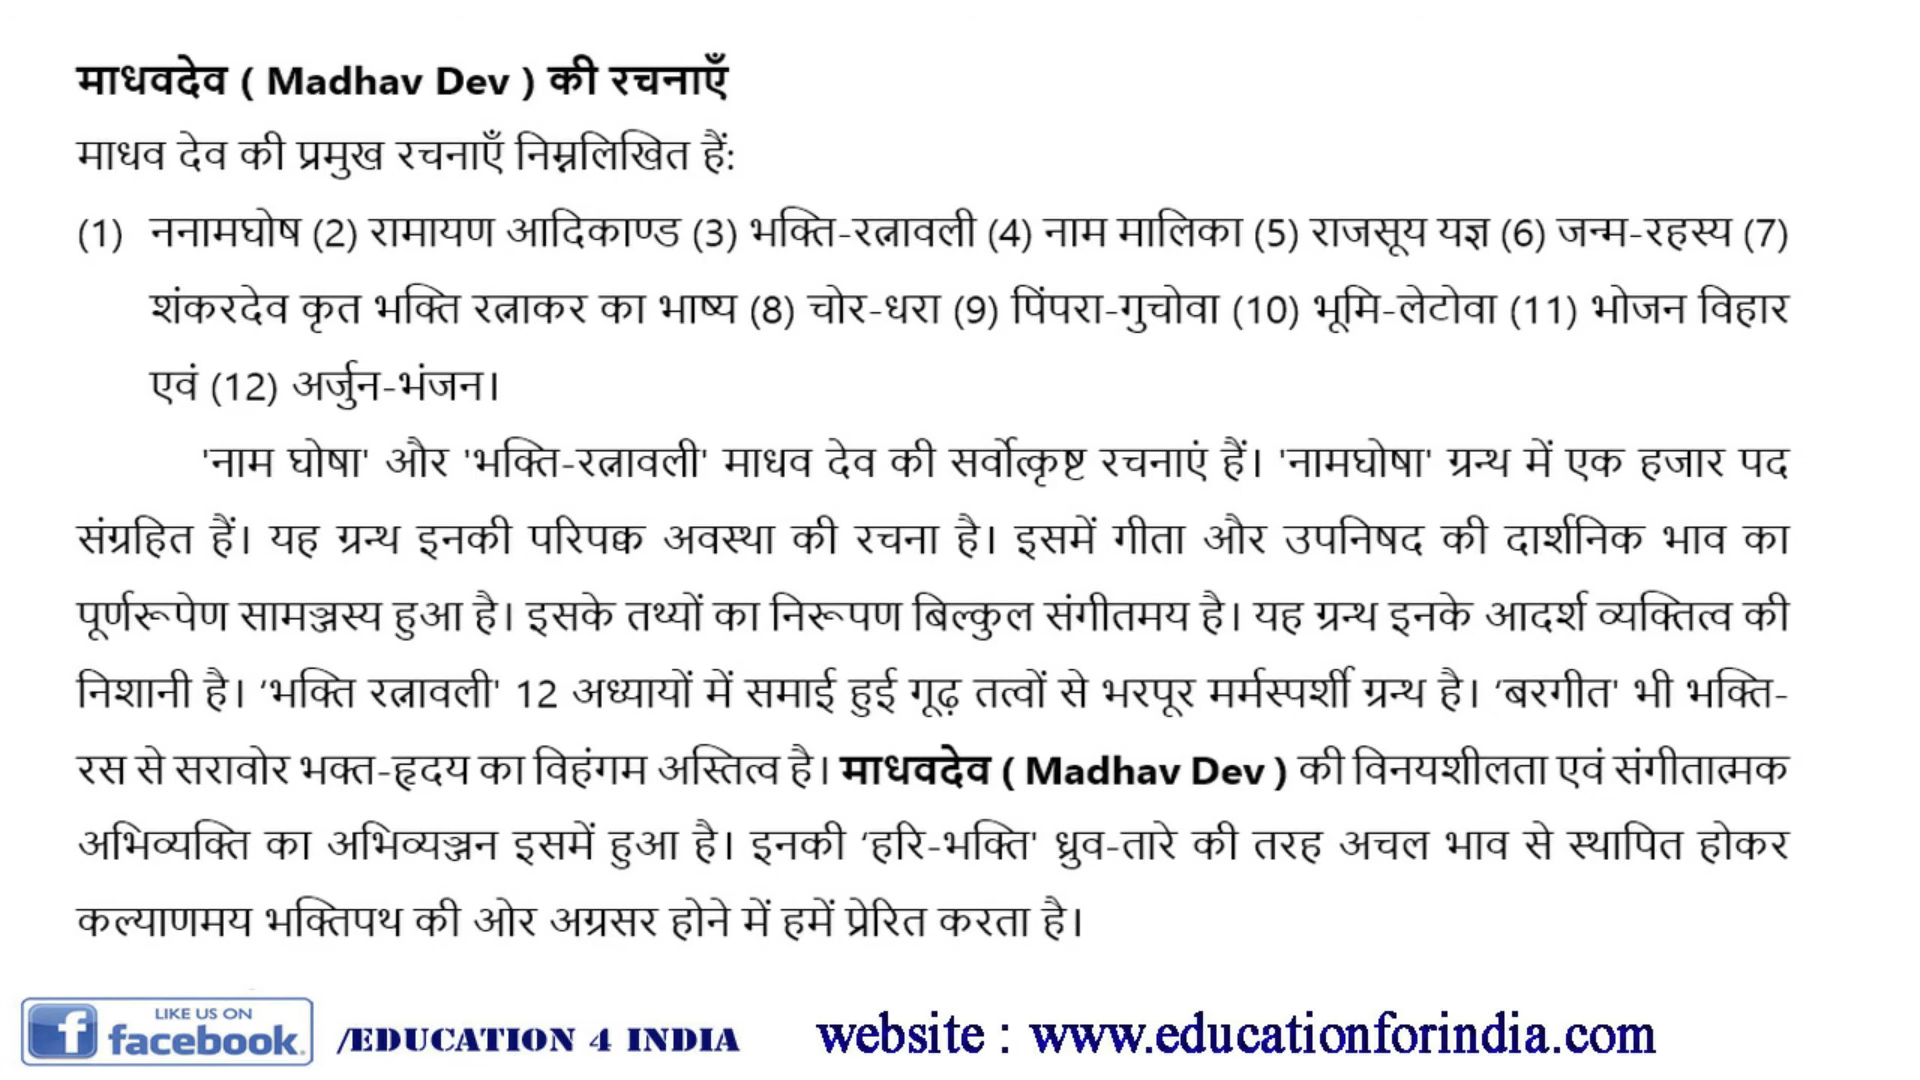 माधवदेव ( Madhav Dev ) की रचनाएँ
माधव देव की प्रमुख रचनाएँ निम्नलिखित हैं:
(1) ननामघोष (2) रामायण आदिकाण्ड (3) भक्ति-रत्नावली (4) नाम मालिका (5) राजसूय यज्ञ (6) जन्म-रहस्य (7)
शंकरदेव कृत भक्ति रत्नाकर का भाष्य (8) चोर-धरा (9) पिंपरा-गुचोवा (10) भूमि-लेटोवा (11) भोजन विहार
एवं (12) अर्जुन-भंजन।
'नाम घोषा' और 'भक्ति-रत्नावली' माधव देव की सर्वोत्कृष्ट रचनाएं हैं। 'नामघोषा' ग्रन्थ में एक हजार पद
संग्रहित हैं। यह ग्रन्थ इनकी परिपक्व अवस्था की रचना है। इसमें गीता और उपनिषद की दार्शनिक भाव का
पूर्णरूपेण सामञ्जस्य हुआ है। इसके तथ्यों का निरूपण बिल्कुल संगीतमय है। यह ग्रन्थ इनके आदर्श व्यक्तित्व की
निशानी है। ‘भक्ति रत्नावली' 12 अध्यायों में समाई हुई गूढ़ तत्वों से भरपूर मर्मस्पर्शी ग्रन्थ है। ‘बरगीत' भी भक्ति-
रस से सरावोर भक्त-हृदय का विहंगम अस्तित्व है। माधवदेव ( Madhav Dev ) की विनयशीलता एवं संगीतात्मक
अभिव्यक्ति का अभिव्यञ्जन इसमें हुआ है। इनकी ‘हरि-भक्ति' ध्रुव-तारे की तरह अचल भाव से स्थापित होकर
कल्याणमय भक्तिपथ की ओर अग्रसर होने में हमें प्रेरित करता है।
LIKE US ON
facebook.
/EDUCATION 4 INDIA
website : www.educationforindia.com